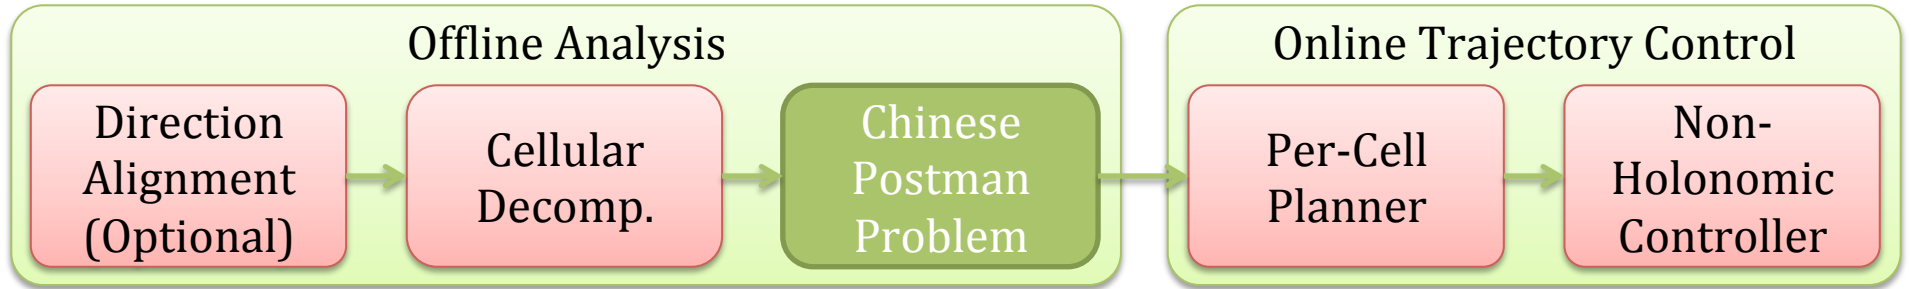 Offline Analysis
Direction
Alignment
(Optional)
Cellular
Decomp.
Chinese
Postman
Problem
Online Trajectory Control
Per-Cell
Planner
Non-
Holonomic
Controller